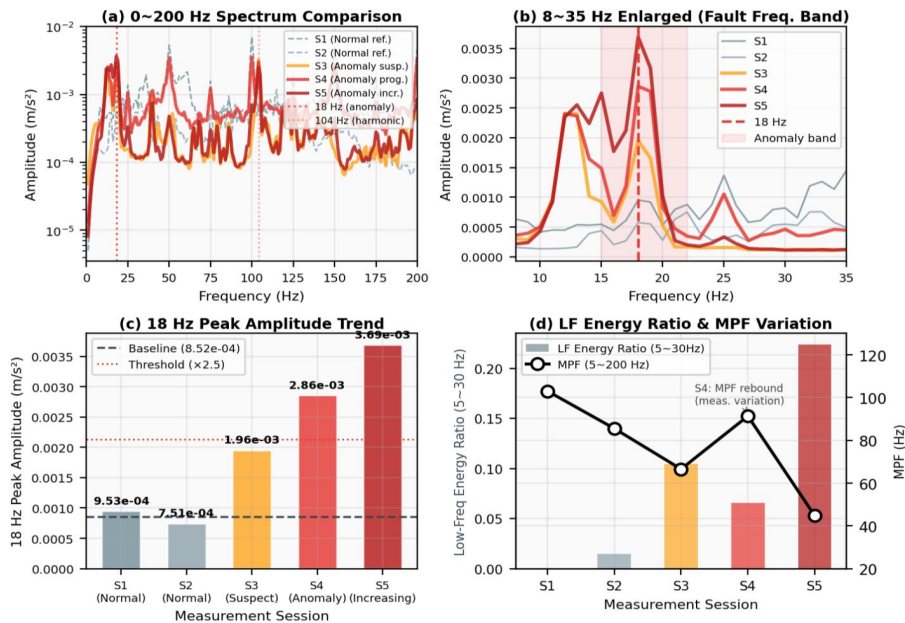 (a) 0~200 Hz Spectrum Comparison
10⁻²
10⁻³
10⁻⁴
10⁻⁵
Amplitude (m/s²)
S1 (Normal ref.)
S2 (Normal ref.)
S3 (Anomaly susp.)
S4 (Anomaly prog.)
S5 (Anomaly incr.)
18 Hz (anomaly)
104 Hz (harmonic)
0 25 50 75 100 125 150 175 200
Frequency (Hz)
(b) 8~35 Hz Enlarged (Fault Freq. Band)
0.0035
0.0030
0.0025
0.0020
0.0015
0.0010
0.0005
0.0000
Amplitude (m/s²)
S1
S2
S3
S4
S5
18 Hz
Anomaly band
10 15 20 25 30 35
Frequency (Hz)
(c) 18 Hz Peak Amplitude Trend
0.0035
0.0030
0.0025
0.0020
0.0015
0.0010
0.0005
0.0000
18 Hz Peak Amplitude (m/s²)
Baseline (8.52e-04)
Threshold (×2.5)
9.53e-04
7.51e-04
1.96e-03
2.86e-03
3.69e-03
S1 S2 S3 S4 S5
(Normal) (Normal) (Suspect) (Anomaly) (Increasing)
Measurement Session
(d) LF Energy Ratio & MPF Variation
0.20
0.15
0.10
0.05
0.00
Low-Freq Energy Ratio (5~30 Hz)
LF Energy Ratio (5~30Hz)
MPF (5~200 Hz)
S4: MPF rebound
(meas. variation)
120
100
80
60
40
20
MPF (Hz)
S1 S2 S3 S4 S5
Measurement Session